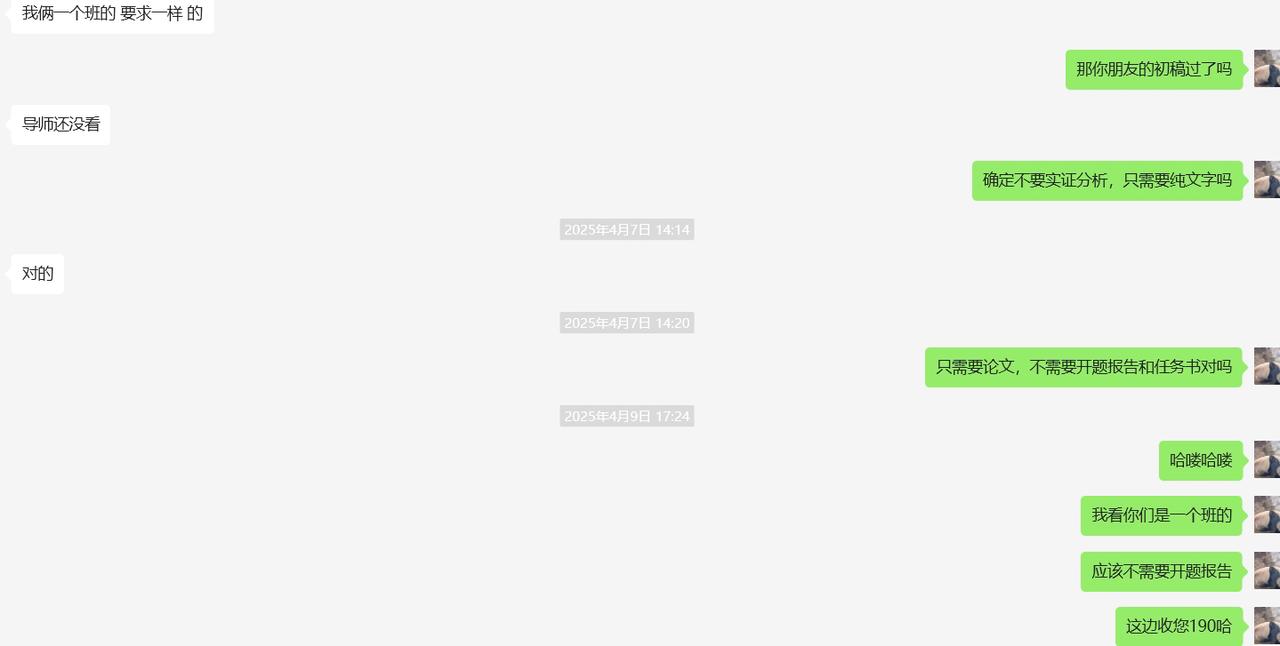 我俩一个班的 要求一样 的
那你朋友的初稿过了吗
导师还没看
确定不要实证分析，只需要纯文字吗
2025年4月7日 14:14
对的
2025年4月7日 14:20
只需要论文，不需要开题报告和任务书对吗
2025年4月9日 17:24
哈喽哈喽
我看你们是一个班的
应该不需要开题报告
这边收您190哈